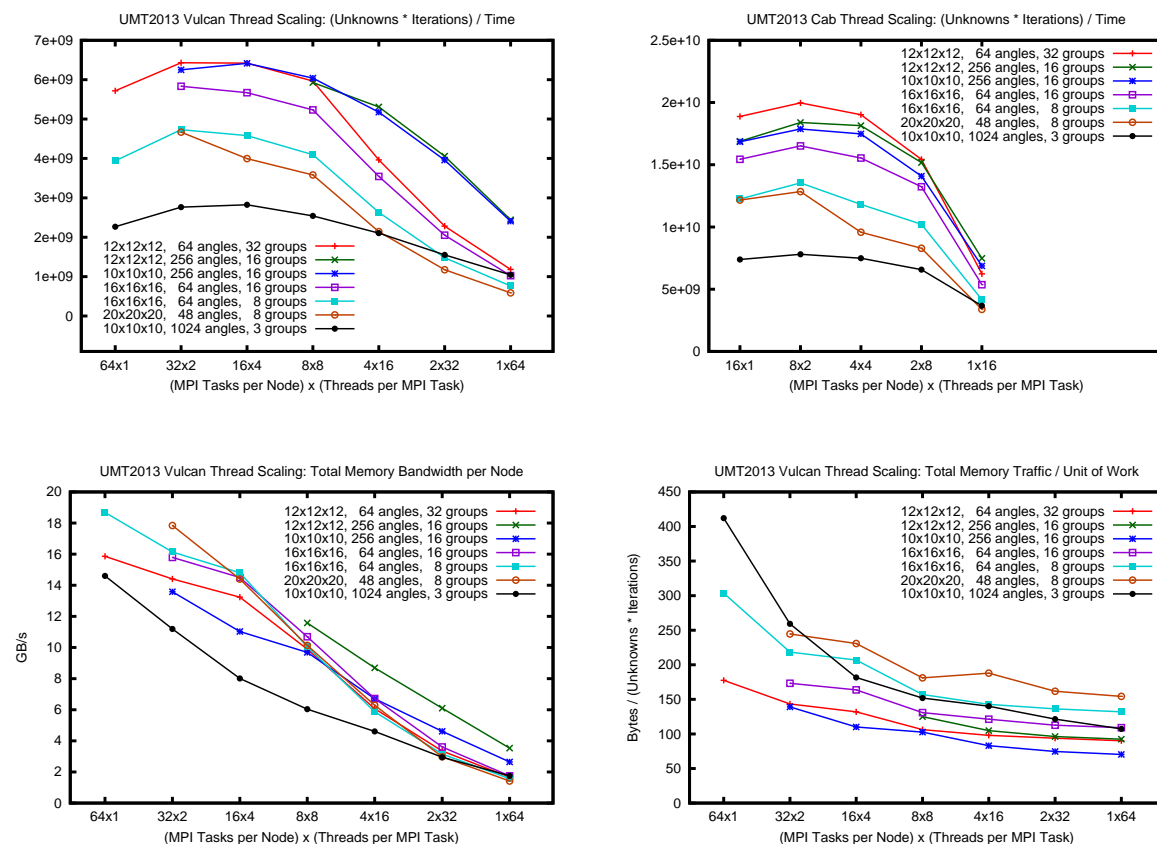 UMT2013 Vulcan Thread Scaling: (Unknowns * Iterations) / Time
7e+09
6e+09
5e+09
4e+09
3e+09
2e+09
1e+09
0
12x12x12, 64 angles, 32 groups
12x12x12, 256 angles, 16 groups
10x10x10, 256 angles, 16 groups
16x16x16, 64 angles, 16 groups
16x16x16, 64 angles, 8 groups
20x20x20, 48 angles, 8 groups
10x10x10, 1024 angles, 3 groups
64x1 32x2 16x4 8x8 4x16 2x32 1x64
(MPI Tasks per Node) x (Threads per MPI Task)
UMT2013 Cab Thread Scaling: (Unknowns * Iterations) / Time
2.5e+10
2e+10
1.5e+10
1e+10
5e+09
0
12x12x12, 64 angles, 32 groups
12x12x12, 256 angles, 16 groups
10x10x10, 256 angles, 16 groups
16x16x16, 64 angles, 16 groups
16x16x16, 64 angles, 8 groups
20x20x20, 48 angles, 8 groups
10x10x10, 1024 angles, 3 groups
16x1 8x2 4x4 2x8 1x16
(MPI Tasks per Node) x (Threads per MPI Task)
UMT2013 Vulcan Thread Scaling: Total Memory Bandwidth per Node
GB/s
20
18
16
14
12
10
8
6
4
2
0
12x12x12, 64 angles, 32 groups
12x12x12, 256 angles, 16 groups
10x10x10, 256 angles, 16 groups
16x16x16, 64 angles, 16 groups
16x16x16, 64 angles, 8 groups
20x20x20, 48 angles, 8 groups
10x10x10, 1024 angles, 3 groups
64x1 32x2 16x4 8x8 4x16 2x32 1x64
(MPI Tasks per Node) x (Threads per MPI Task)
UMT2013 Vulcan Thread Scaling: Total Memory Traffic / Unit of Work
Bytes / (Unknowns * Iterations)
450
400
350
300
250
200
150
100
50
0
12x12x12, 64 angles, 32 groups
12x12x12, 256 angles, 16 groups
10x10x10, 256 angles, 16 groups
16x16x16, 64 angles, 16 groups
16x16x16, 64 angles, 8 groups
20x20x20, 48 angles, 8 groups
10x10x10, 1024 angles, 3 groups
64x1 32x2 16x4 8x8 4x16 2x32 1x64
(MPI Tasks per Node) x (Threads per MPI Task)